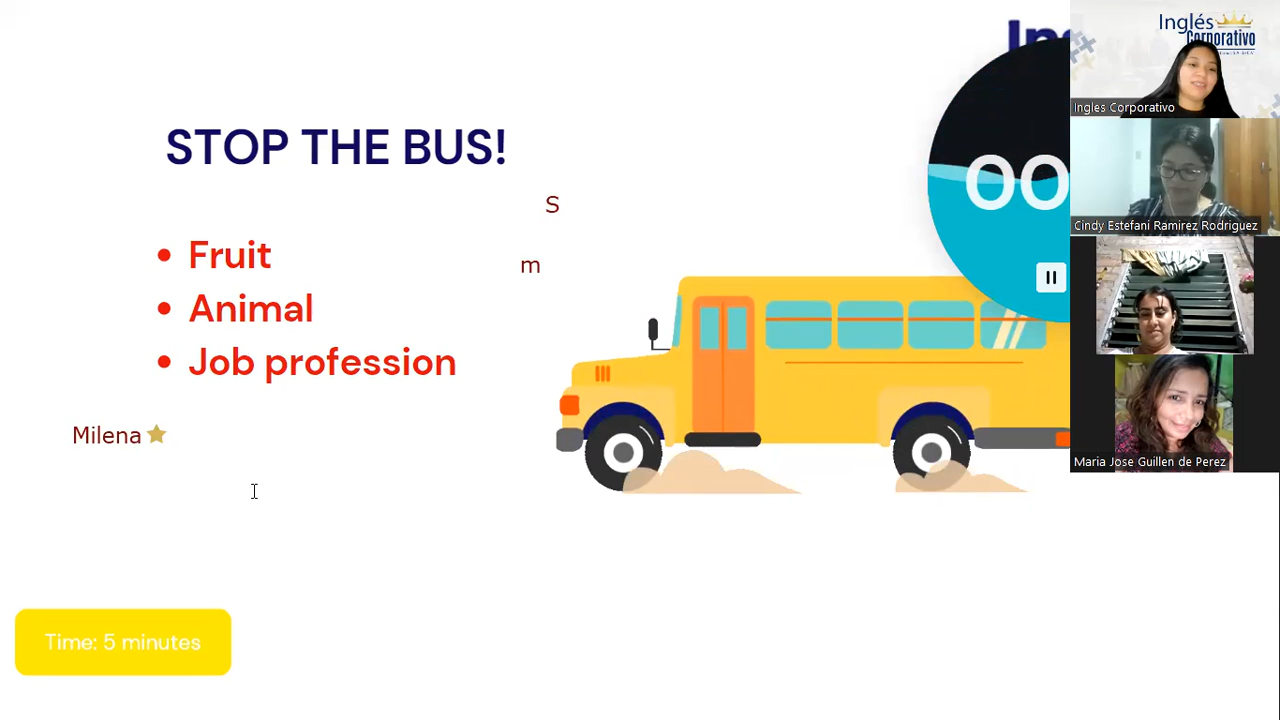 Inglés
Corporativo
Ingles Corporativo
STOP THE BUS!
S
00
Cindy Estefani Ramirez Rodriguez
• Fruit
m
• Animal
• Job profession
Milena
Maria Jose Guillen de Perez
Time: 5 minutes